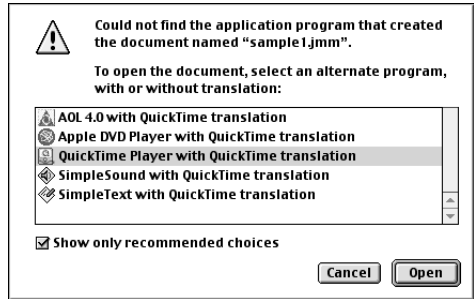 Could not find the application program that created
the document named “sample1.jmm”.
To open the document, select an alternate program,
with or without translation:
AOL 4.0 with QuickTime translation
Apple DVD Player with QuickTime translation
QuickTime Player with QuickTime translation
SimpleSound with QuickTime translation
SimpleText with QuickTime translation
Show only recommended choices
Cancel Open